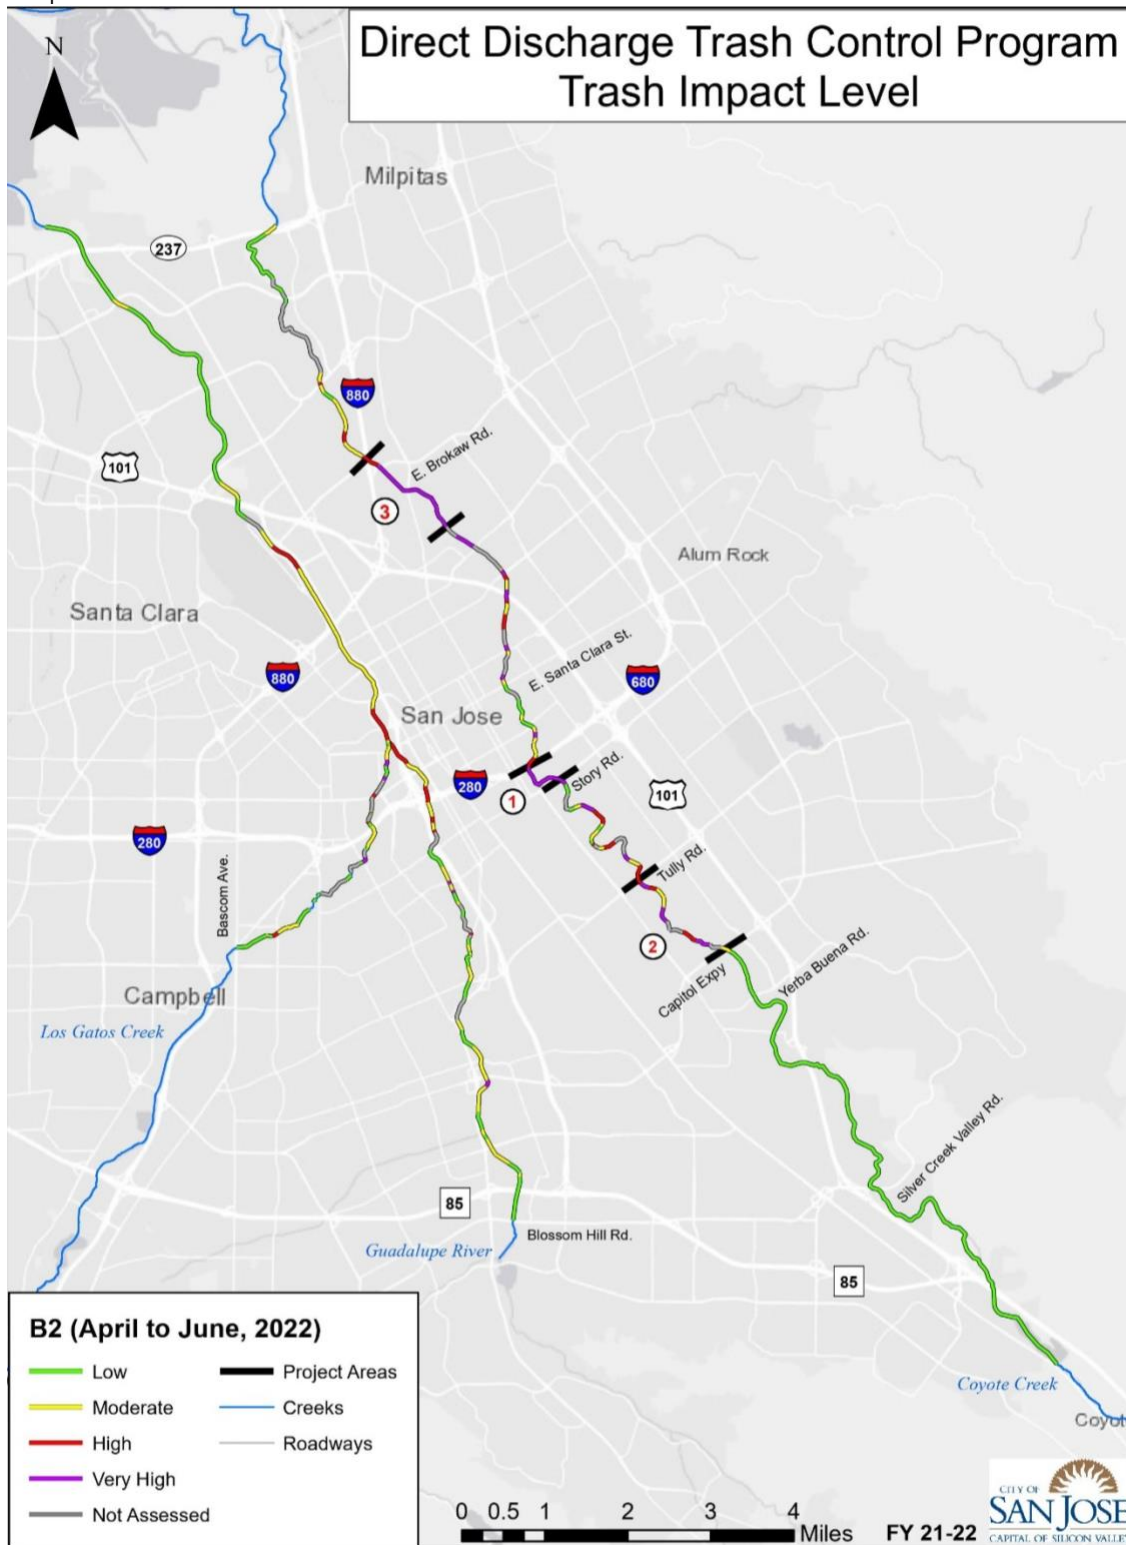 Direct Discharge Trash Control Program
Trash Impact Level
N
Milpitas
237
880
E. Brokaw Rd.
101
3
Alum Rock
Santa Clara
E. Santa Clara St.
880
680
San Jose
Story Rd.
280
1
101
280
Tully Rd.
Bascom Ave.
2
Capitol Expy
Yerba Buena Rd.
Campbell
Los Gatos Creek
Silver Creek Valley Rd.
85
Blossom Hill Rd.
Guadalupe River
85
Coyote Creek
Coyot
B2 (April to June, 2022)
Low
Project Areas
Moderate
Creeks
High
Roadways
Very High
Not Assessed
0 0.5 1 2 3 4
Miles
FY 21-22
CITY OF
SAN JOSE
CAPITAL OF SILICON VALLEY